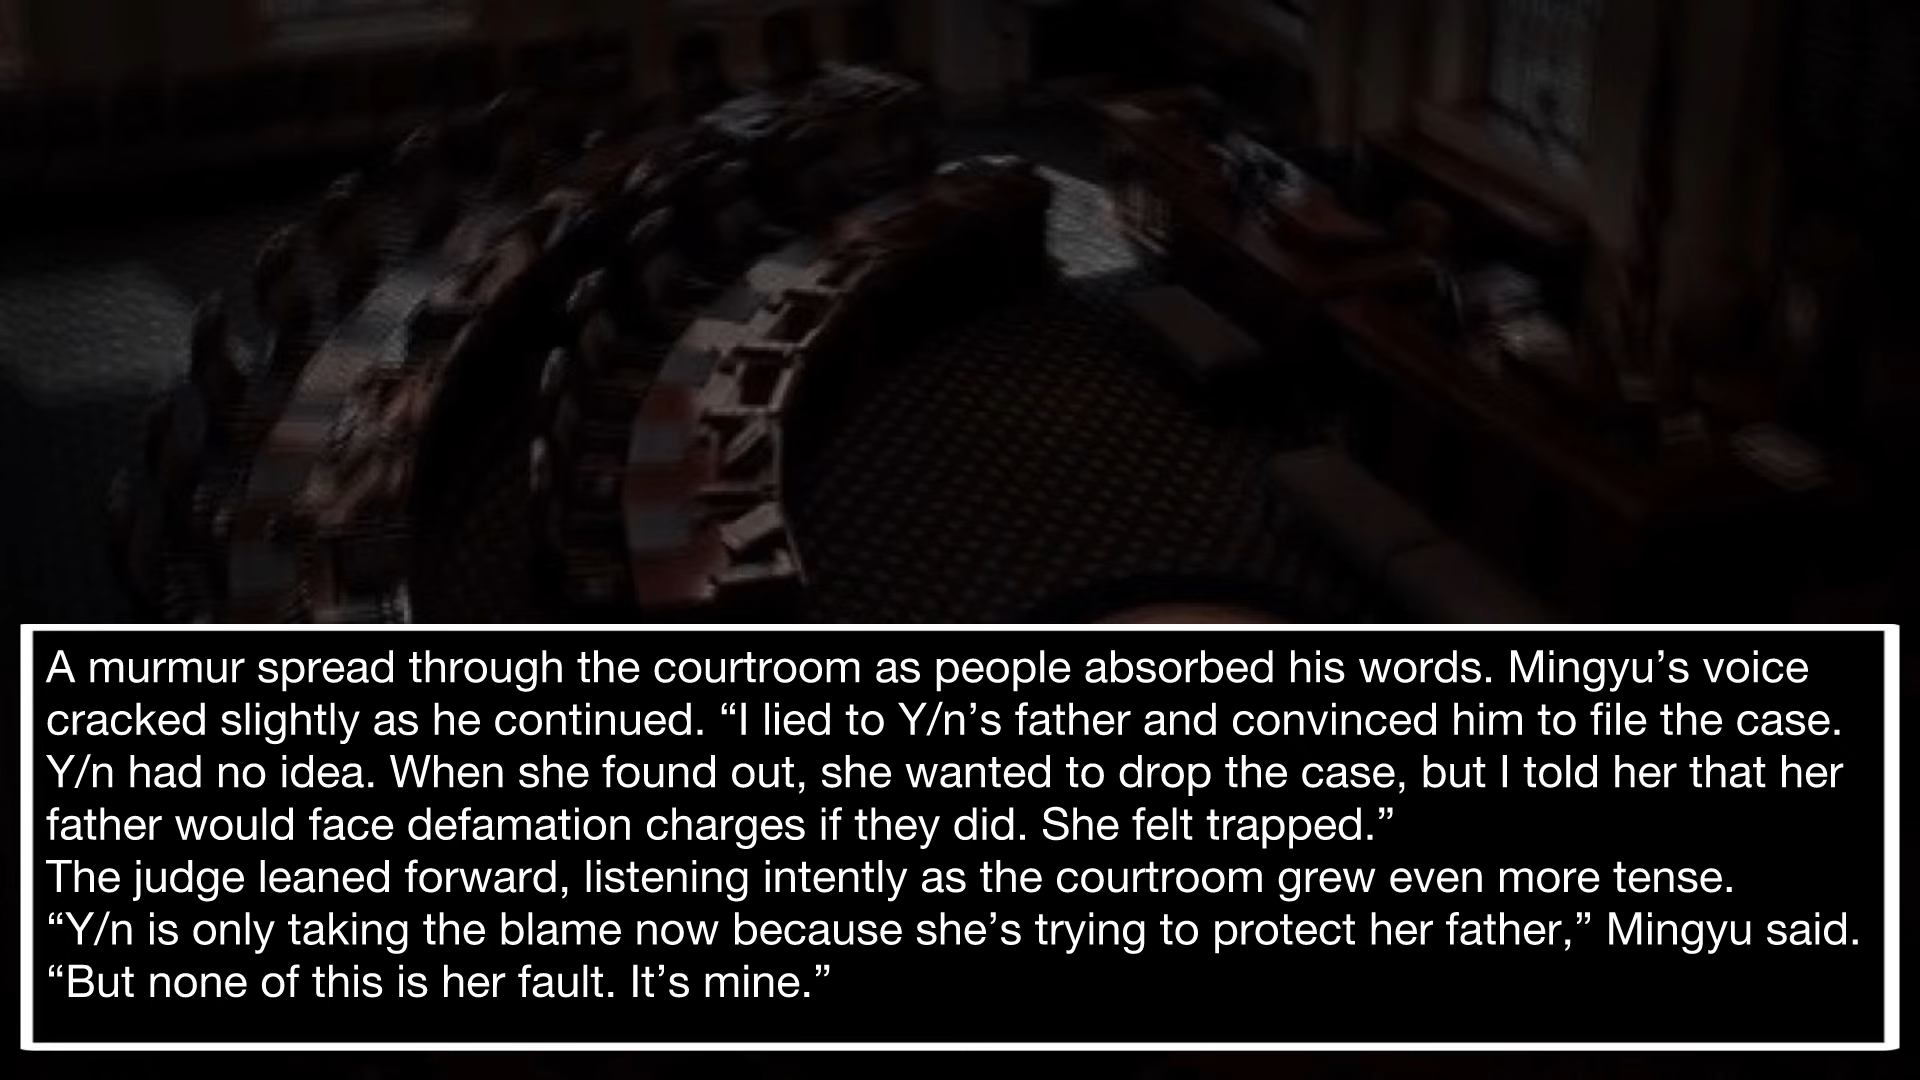 A murmur spread through the courtroom as people absorbed his words. Mingyu’s voice
cracked slightly as he continued. “I lied to Y/n’s father and convinced him to file the case.
Y/n had no idea. When she found out, she wanted to drop the case, but I told her that her
father would face defamation charges if they did. She felt trapped.”
The judge leaned forward, listening intently as the courtroom grew even more tense.
“Y/n is only taking the blame now because she’s trying to protect her father,” Mingyu said.
“But none of this is her fault. It’s mine.”